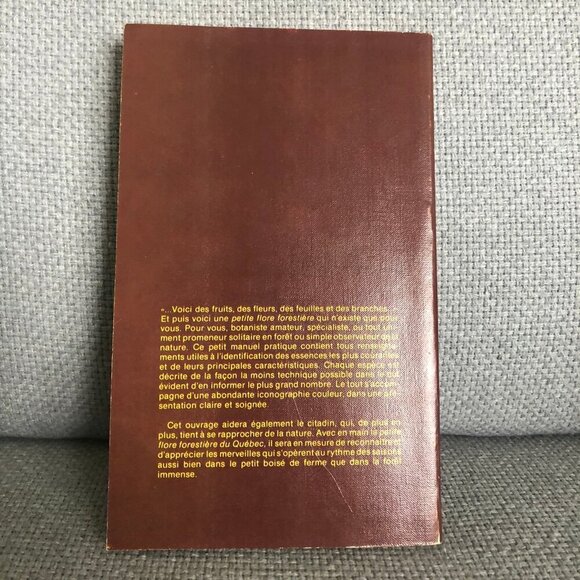 «...Voici des fruits, des fleurs, des feuilles et des branches...
Et puis voici une petite flore forestière qui n'existe que pour
vous. Pour vous, botaniste amateur, spécialiste, ou tout sim-
ment promeneur solitaire en forêt ou simple observateur de la
nature. Ce petit manuel pratique contient tous renseigne-
ments utiles à l'identification des essences les plus courantes
et de leurs principales caractéristiques. Chaque espèce est
décrite de la façon la moins technique possible dans le but
évident d'en informer le plus grand nombre. Le tout s'accom-
pagne d'une abondante iconographie couleur, dans une pré-
sentation claire et soignée.
Cet ouvrage aidera également le citadin, qui, de plus en
plus, tient à se rapprocher de la nature. Avec en main la petite
flore forestière du Québec, il sera en mesure de reconnaître et
d'apprécier les merveilles qui s'opèrent au rythme des saisons
aussi bien dans le petit boisé de ferme que dans la forêt
immense.